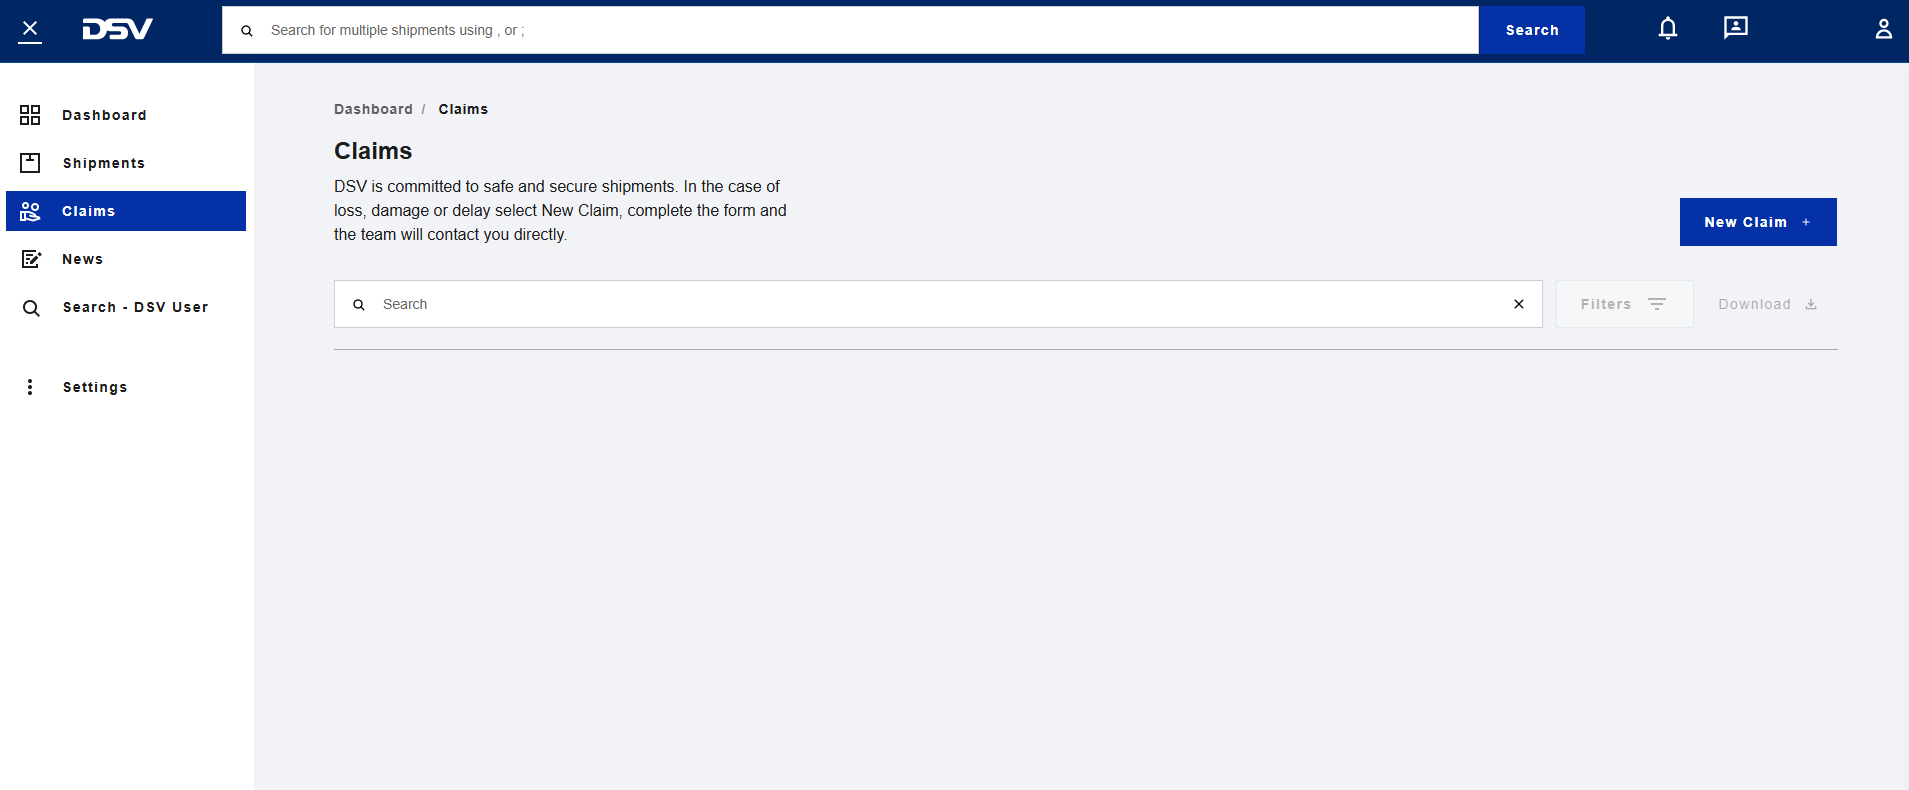 DSV
Search for multiple shipments using , or ;
Search
Dashboard
Shipments
Claims
News
Search - DSV User
Settings
Dashboard / Claims
Claims
DSV is committed to safe and secure shipments. In the case of
loss, damage or delay select New Claim, complete the form and
the team will contact you directly.
New Claim +
Search
Filters
Download